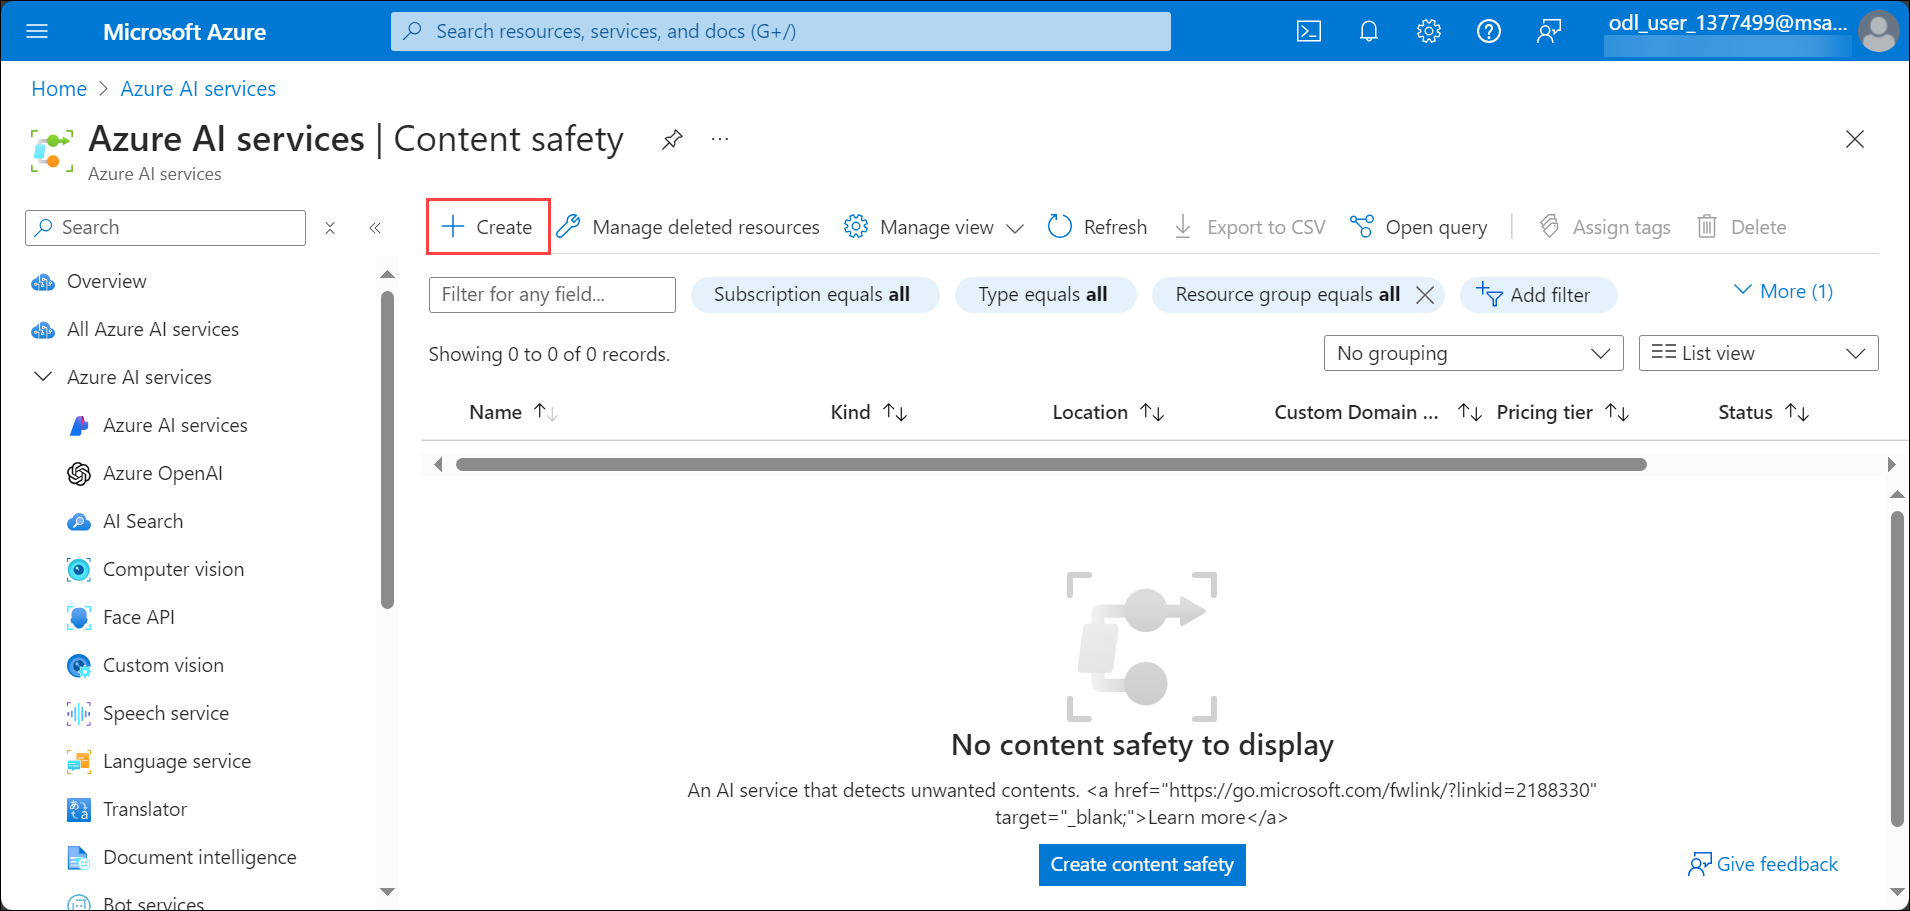 Microsoft Azure
Search resources, services, and docs (G+/)
odl_user_1377499@msa...
Home > Azure AI services
Azure AI services | Content safety
...
Azure AI services
Search
Create
Manage deleted resources
Manage view
Refresh
Export to CSV
Open query
Assign tags
Delete
Overview
All Azure AI services
Azure AI services
Azure AI services
Azure OpenAI
AI Search
Computer vision
Face API
Custom vision
Speech service
Language service
Translator
Document intelligence
Bot services
Filter for any field...
Subscription equals all
Type equals all
Resource group equals all
Add filter
More (1)
Showing 0 to 0 of 0 records.
No grouping
List view
Name
Kind
Location
Custom Domain ...
Pricing tier
Status
No content safety to display
An AI service that detects unwanted contents. <a href="https://go.microsoft.com/fwlink/?linkid=2188330"
target="_blank;">Learn more</a>
Create content safety
Give feedback